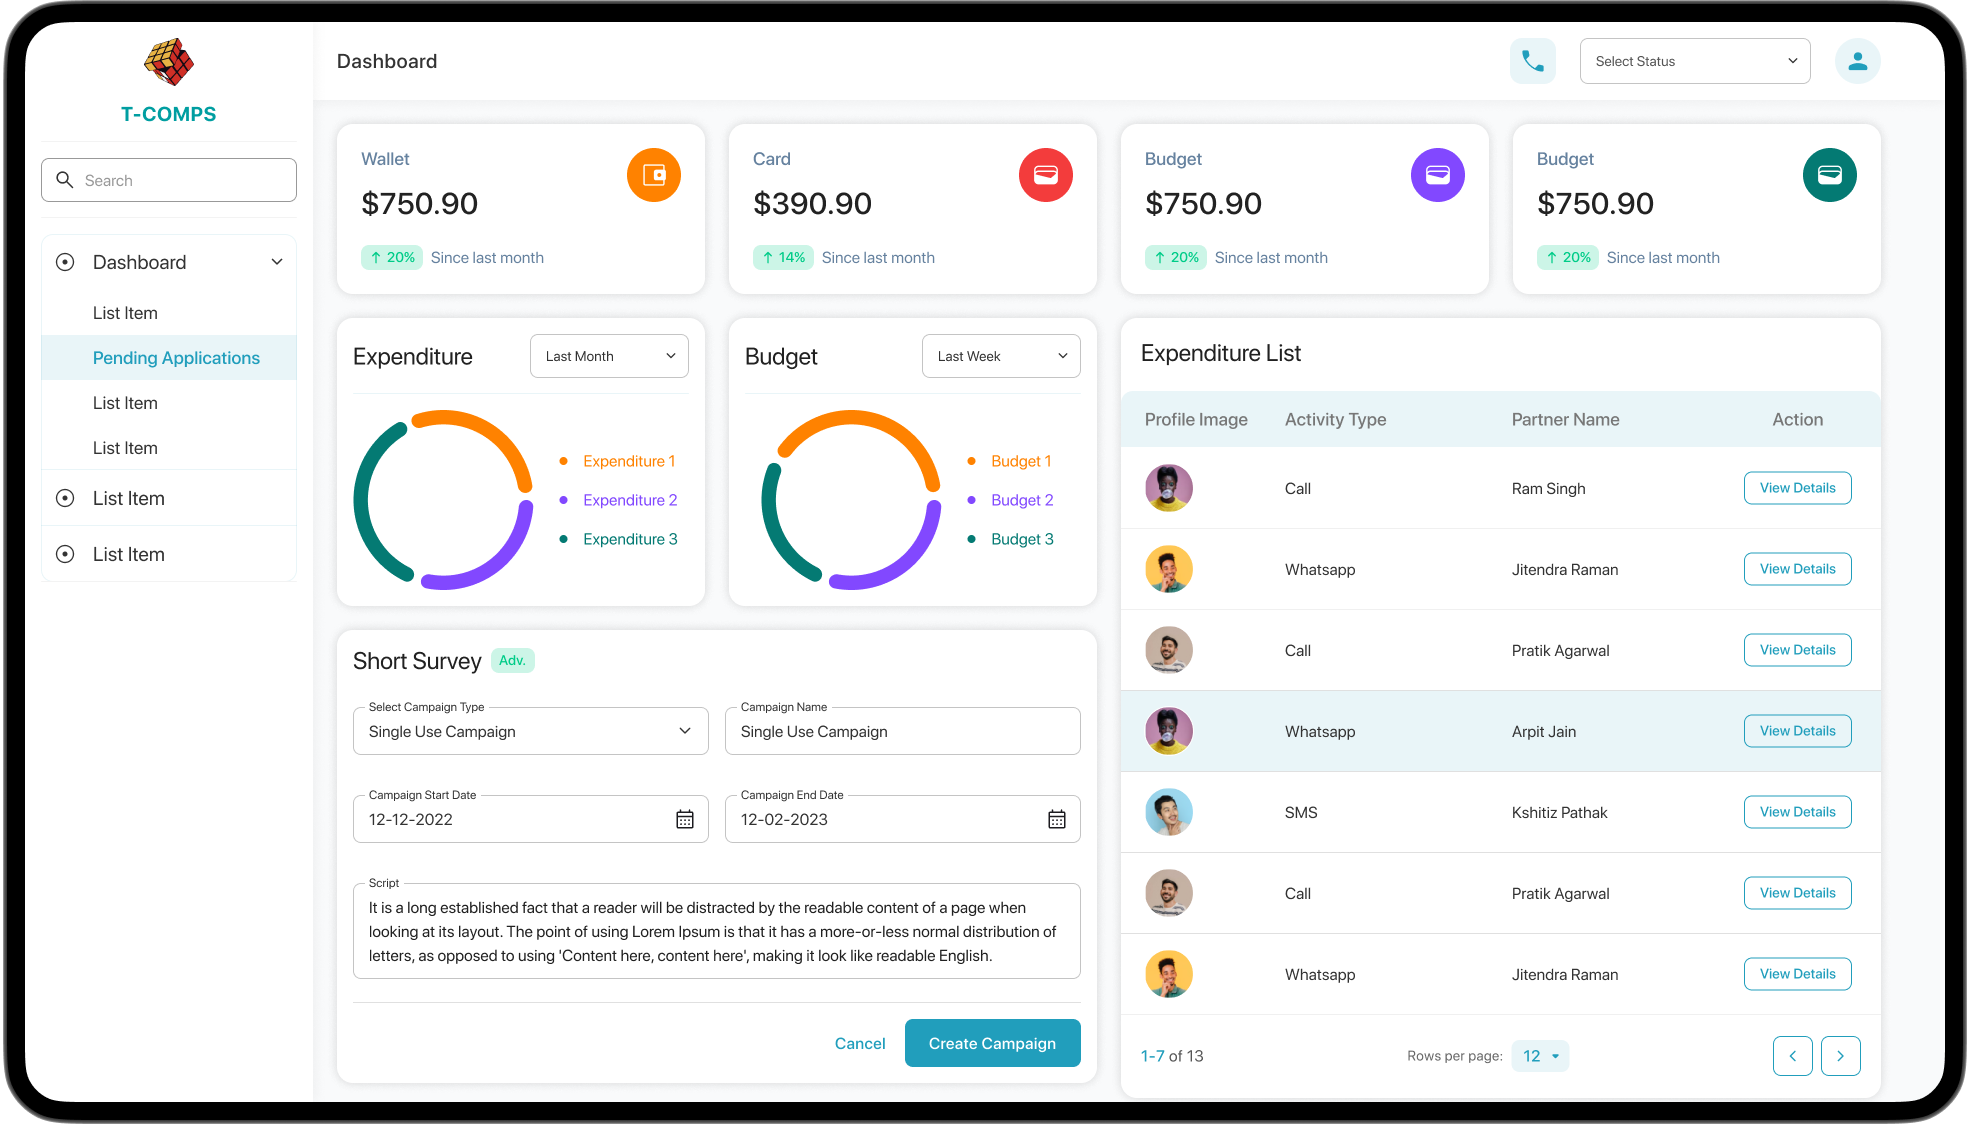 T-COMPS
Search
Dashboard
List Item
Pending Applications
List Item
List Item
List Item
List Item
Dashboard
Select Status
Wallet
$750.90
↑ 20% Since last month
Card
$390.90
↑ 14% Since last month
Budget
$750.90
↑ 20% Since last month
Budget
$750.90
↑ 20% Since last month
Expenditure
Last Month
Expenditure 1
Expenditure 2
Expenditure 3
Budget
Last Week
Budget 1
Budget 2
Budget 3
Short Survey Adv.
Select Campaign Type
Single Use Campaign
Campaign Name
Single Use Campaign
Campaign Start Date
12-12-2022
Campaign End Date
12-02-2023
Script
It is a long established fact that a reader will be distracted by the readable content of a page when
looking at its layout. The point of using Lorem Ipsum is that it has a more-or-less normal distribution of
letters, as opposed to using 'Content here, content here', making it look like readable English.
Cancel
Create Campaign
Expenditure List
Profile Image Activity Type Partner Name Action
Call Ram Singh View Details
Whatsapp Jitendra Raman View Details
Call Pratik Agarwal View Details
Whatsapp Arpit Jain View Details
SMS Kshitiz Pathak View Details
Call Pratik Agarwal View Details
Whatsapp Jitendra Raman View Details
1-7 of 13 Rows per page: 12